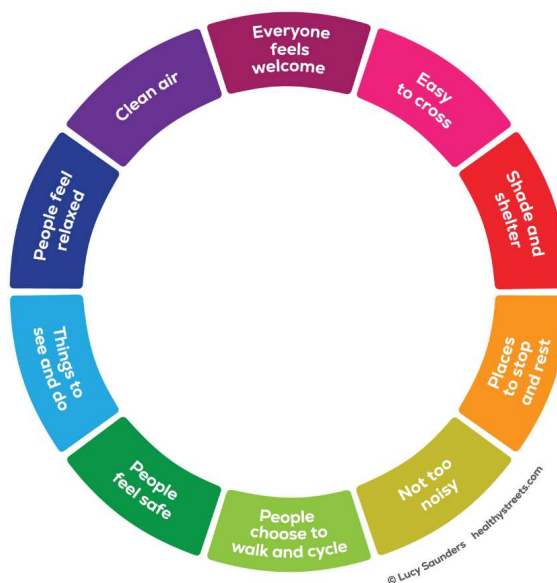 Everyone
feels
welcome
Easy
to cross
Shade and
shelter
Places
to stop
and rest
Not too
noisy
People
choose to
walk and cycle
People
feel safe
Things to
see and do
People feel
relaxed
Clean air
© Lucy Saunders healthystreets.com